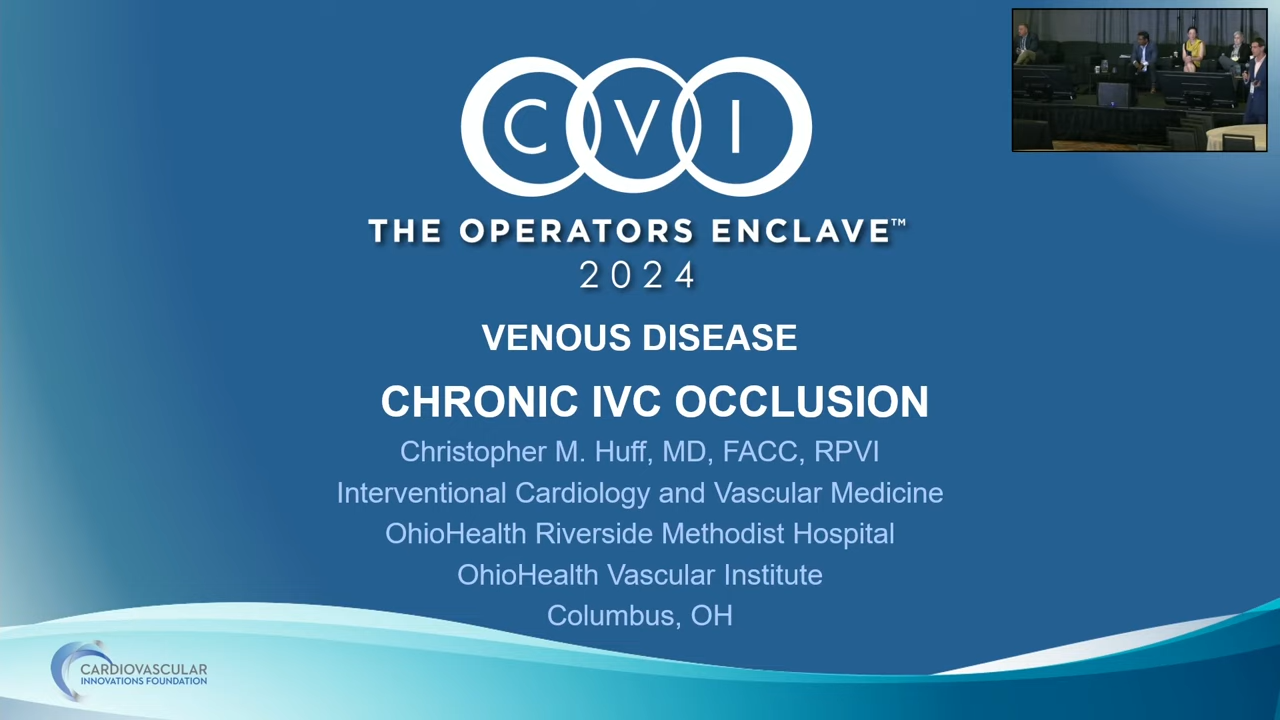 CVI
THE OPERATORS ENCLAVE™
2024
VENOUS DISEASE
CHRONIC IVC OCCLUSION
Christopher M. Huff, MD, FACC, RPVI
Interventional Cardiology and Vascular Medicine
OhioHealth Riverside Methodist Hospital
OhioHealth Vascular Institute
Columbus, OH
CARDIOVASCULAR
INNOVATIONS FOUNDATION